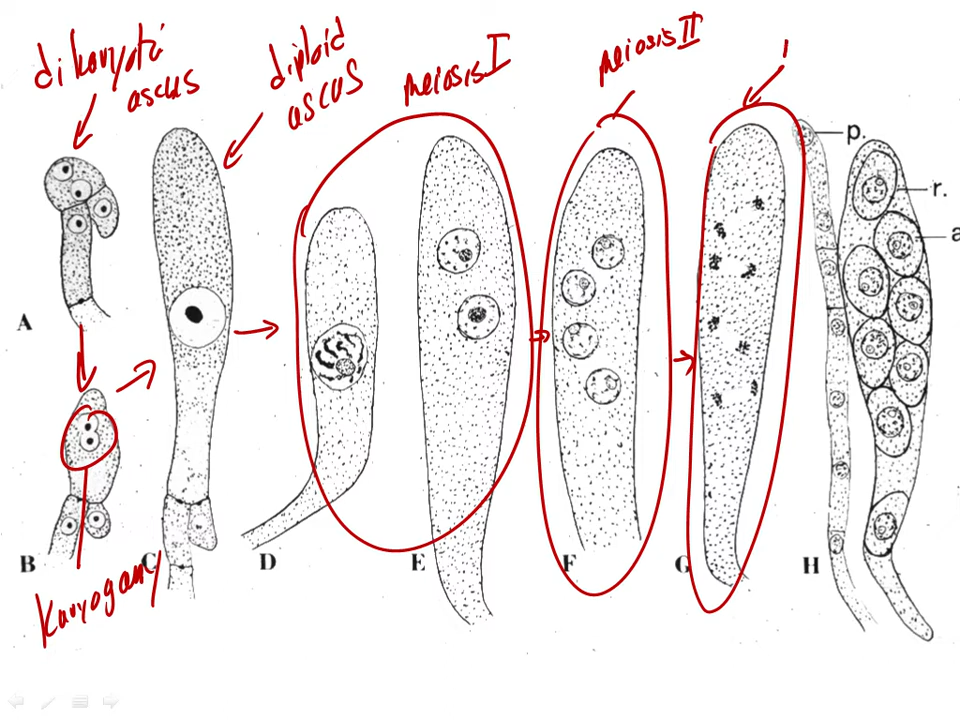 dikaryotic
ascus
diploid
ascus
meiosis I
meiosis II
p.
r.
a
A
B
Karyogamy
C
D
E
F
G
H